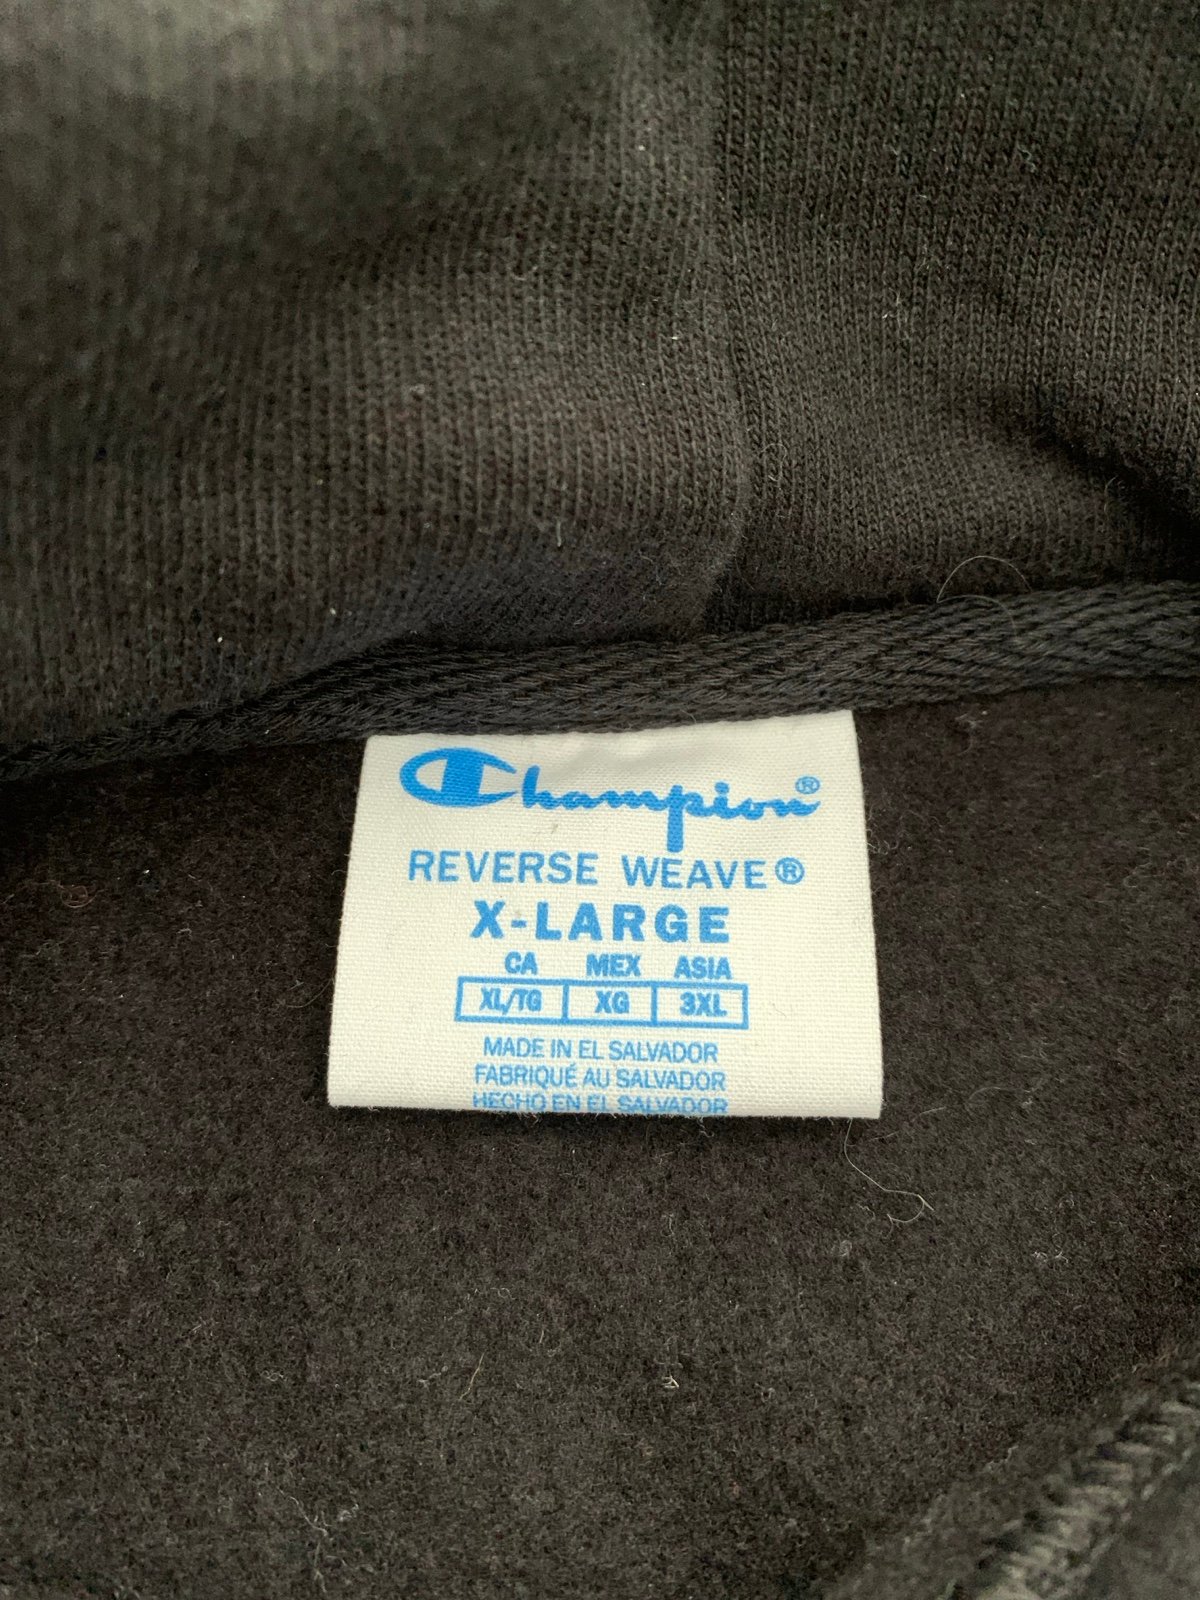 Champion®
REVERSE WEAVE®
X-LARGE
CA MEX ASIA
XL/TG XG 3XL
MADE IN EL SALVADOR
FABRIQUÉ AU SALVADOR
HECHO EN EL SALVADOR